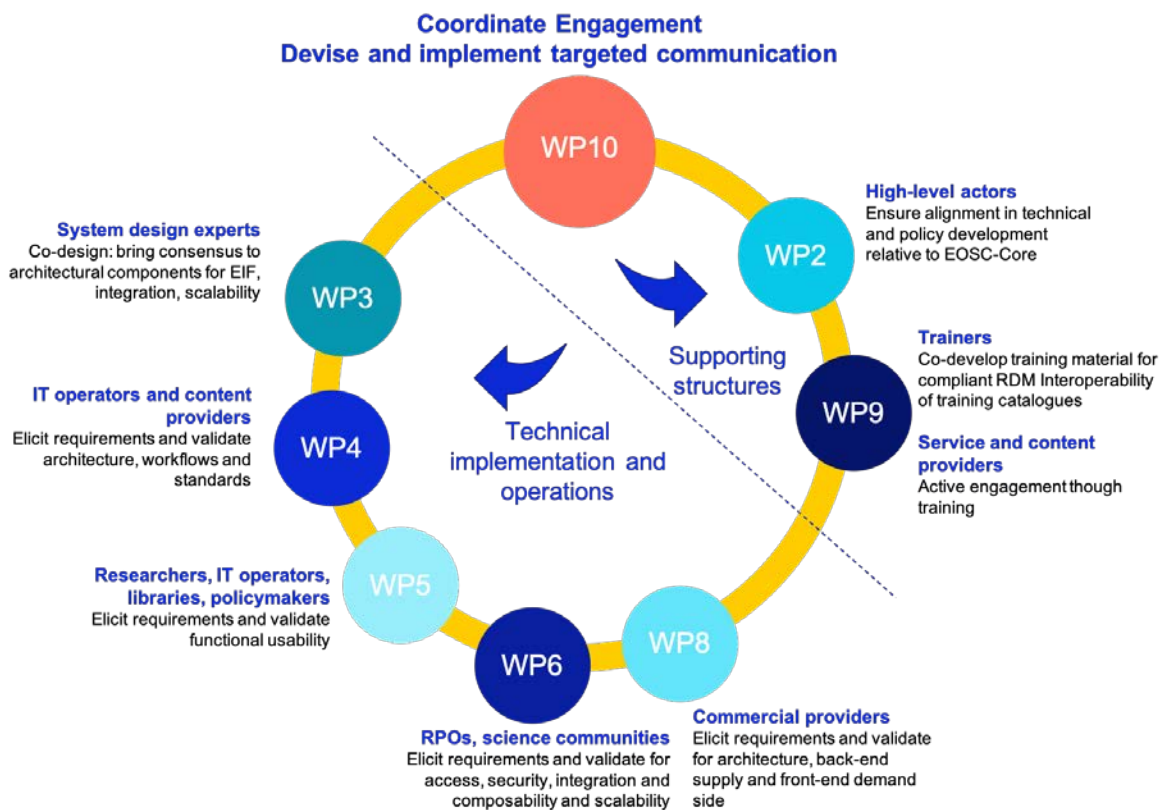 Coordinate Engagement
Devise and implement targeted communication
WP10
High-level actors
Ensure alignment in technical
and policy development
relative to EOSC-Core
WP2
System design experts
Co-design: bring consensus to
architectural components for EIF,
integration, scalability
WP3
Supporting
structures
Trainers
Co-develop training material for
compliant RDM Interoperability
of training catalogues
WP9
Service and content
providers
Active engagement though
training
IT operators and content
providers
Elicit requirements and validate
architecture, workflows and
standards
WP4
Technical
implementation and
operations
Researchers, IT operators,
libraries, policymakers
Elicit requirements and validate
functional usability
WP5
WP6
WP8
RPOs, science communities
Elicit requirements and validate for
access, security, integration and
composability and scalability
Commercial providers
Elicit requirements and validate
for architecture, back-end
supply and front-end demand
side